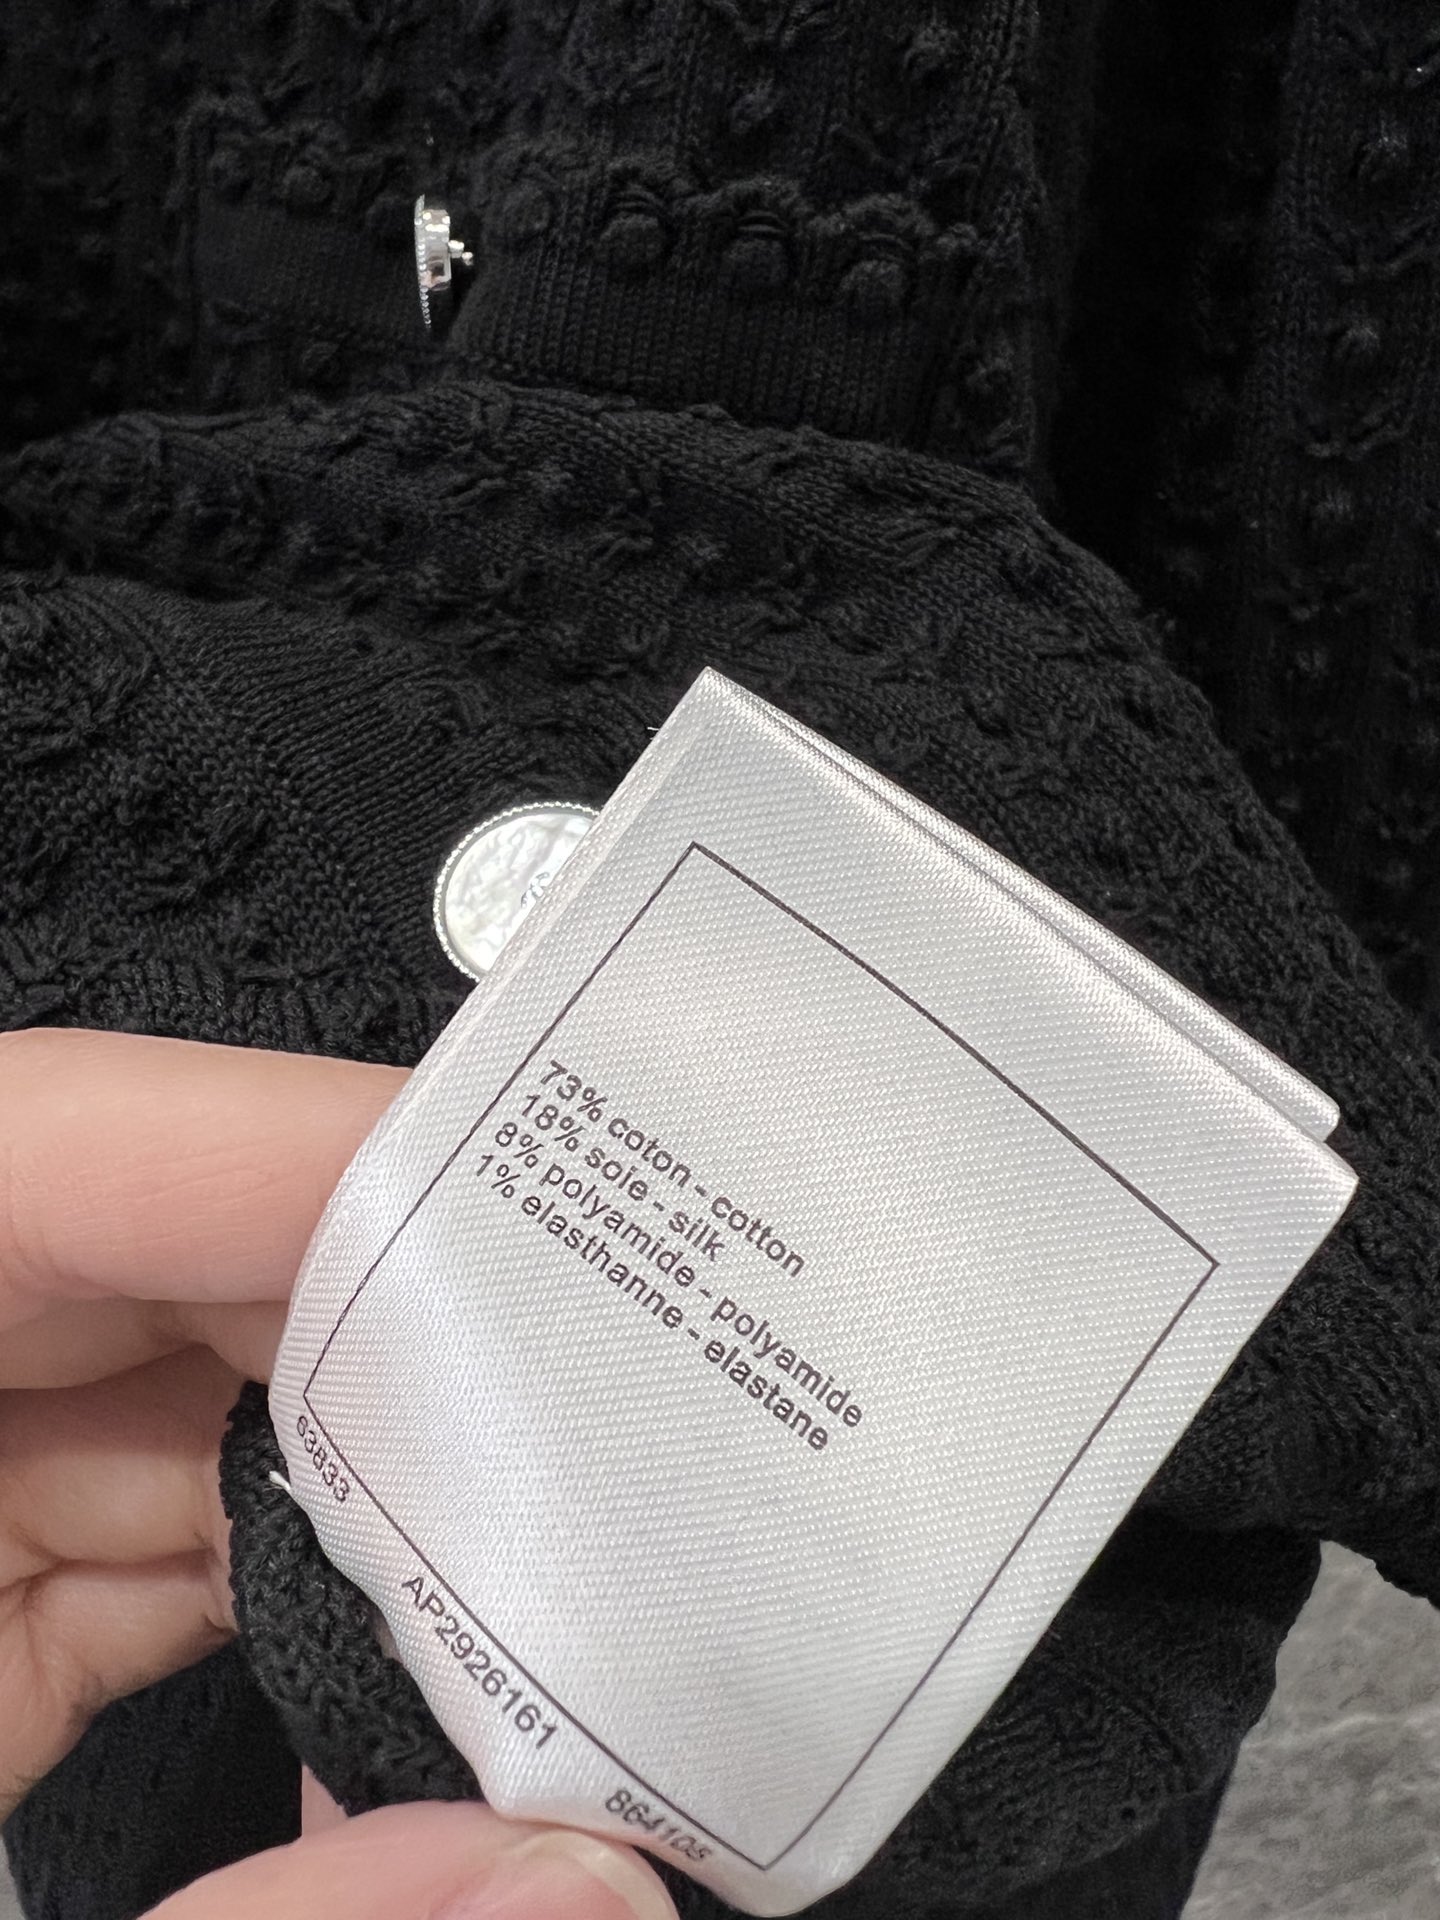 73% coton - cotton
18% soie - silk
8% polyamide - polyamide
1% elasthanne - elastane
63833
AP2926161
864105